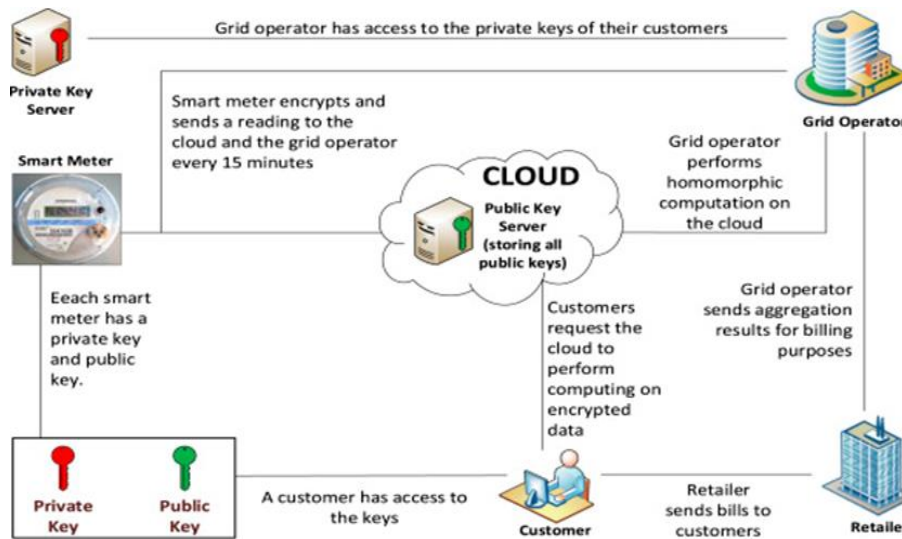 Grid operator has access to the private keys of their customers
Private Key
Server
Grid Operator
Smart meter encrypts and
sends a reading to the
cloud and the grid operator
every 15 minutes
Smart Meter
CLOUD
Public Key
Server
(storing all
public keys)
Grid operator
performs
homomorphic
computation on
the cloud
Eeach smart
meter has a
private key
and public
key.
Customers
request the
cloud to
perform
computing on
encrypted
data
Grid operator
sends aggregation
results for billing
purposes
Private
Key
Public
Key
A customer has access to
the keys
Customer
Retailer
sends bills to
customers
Retailer